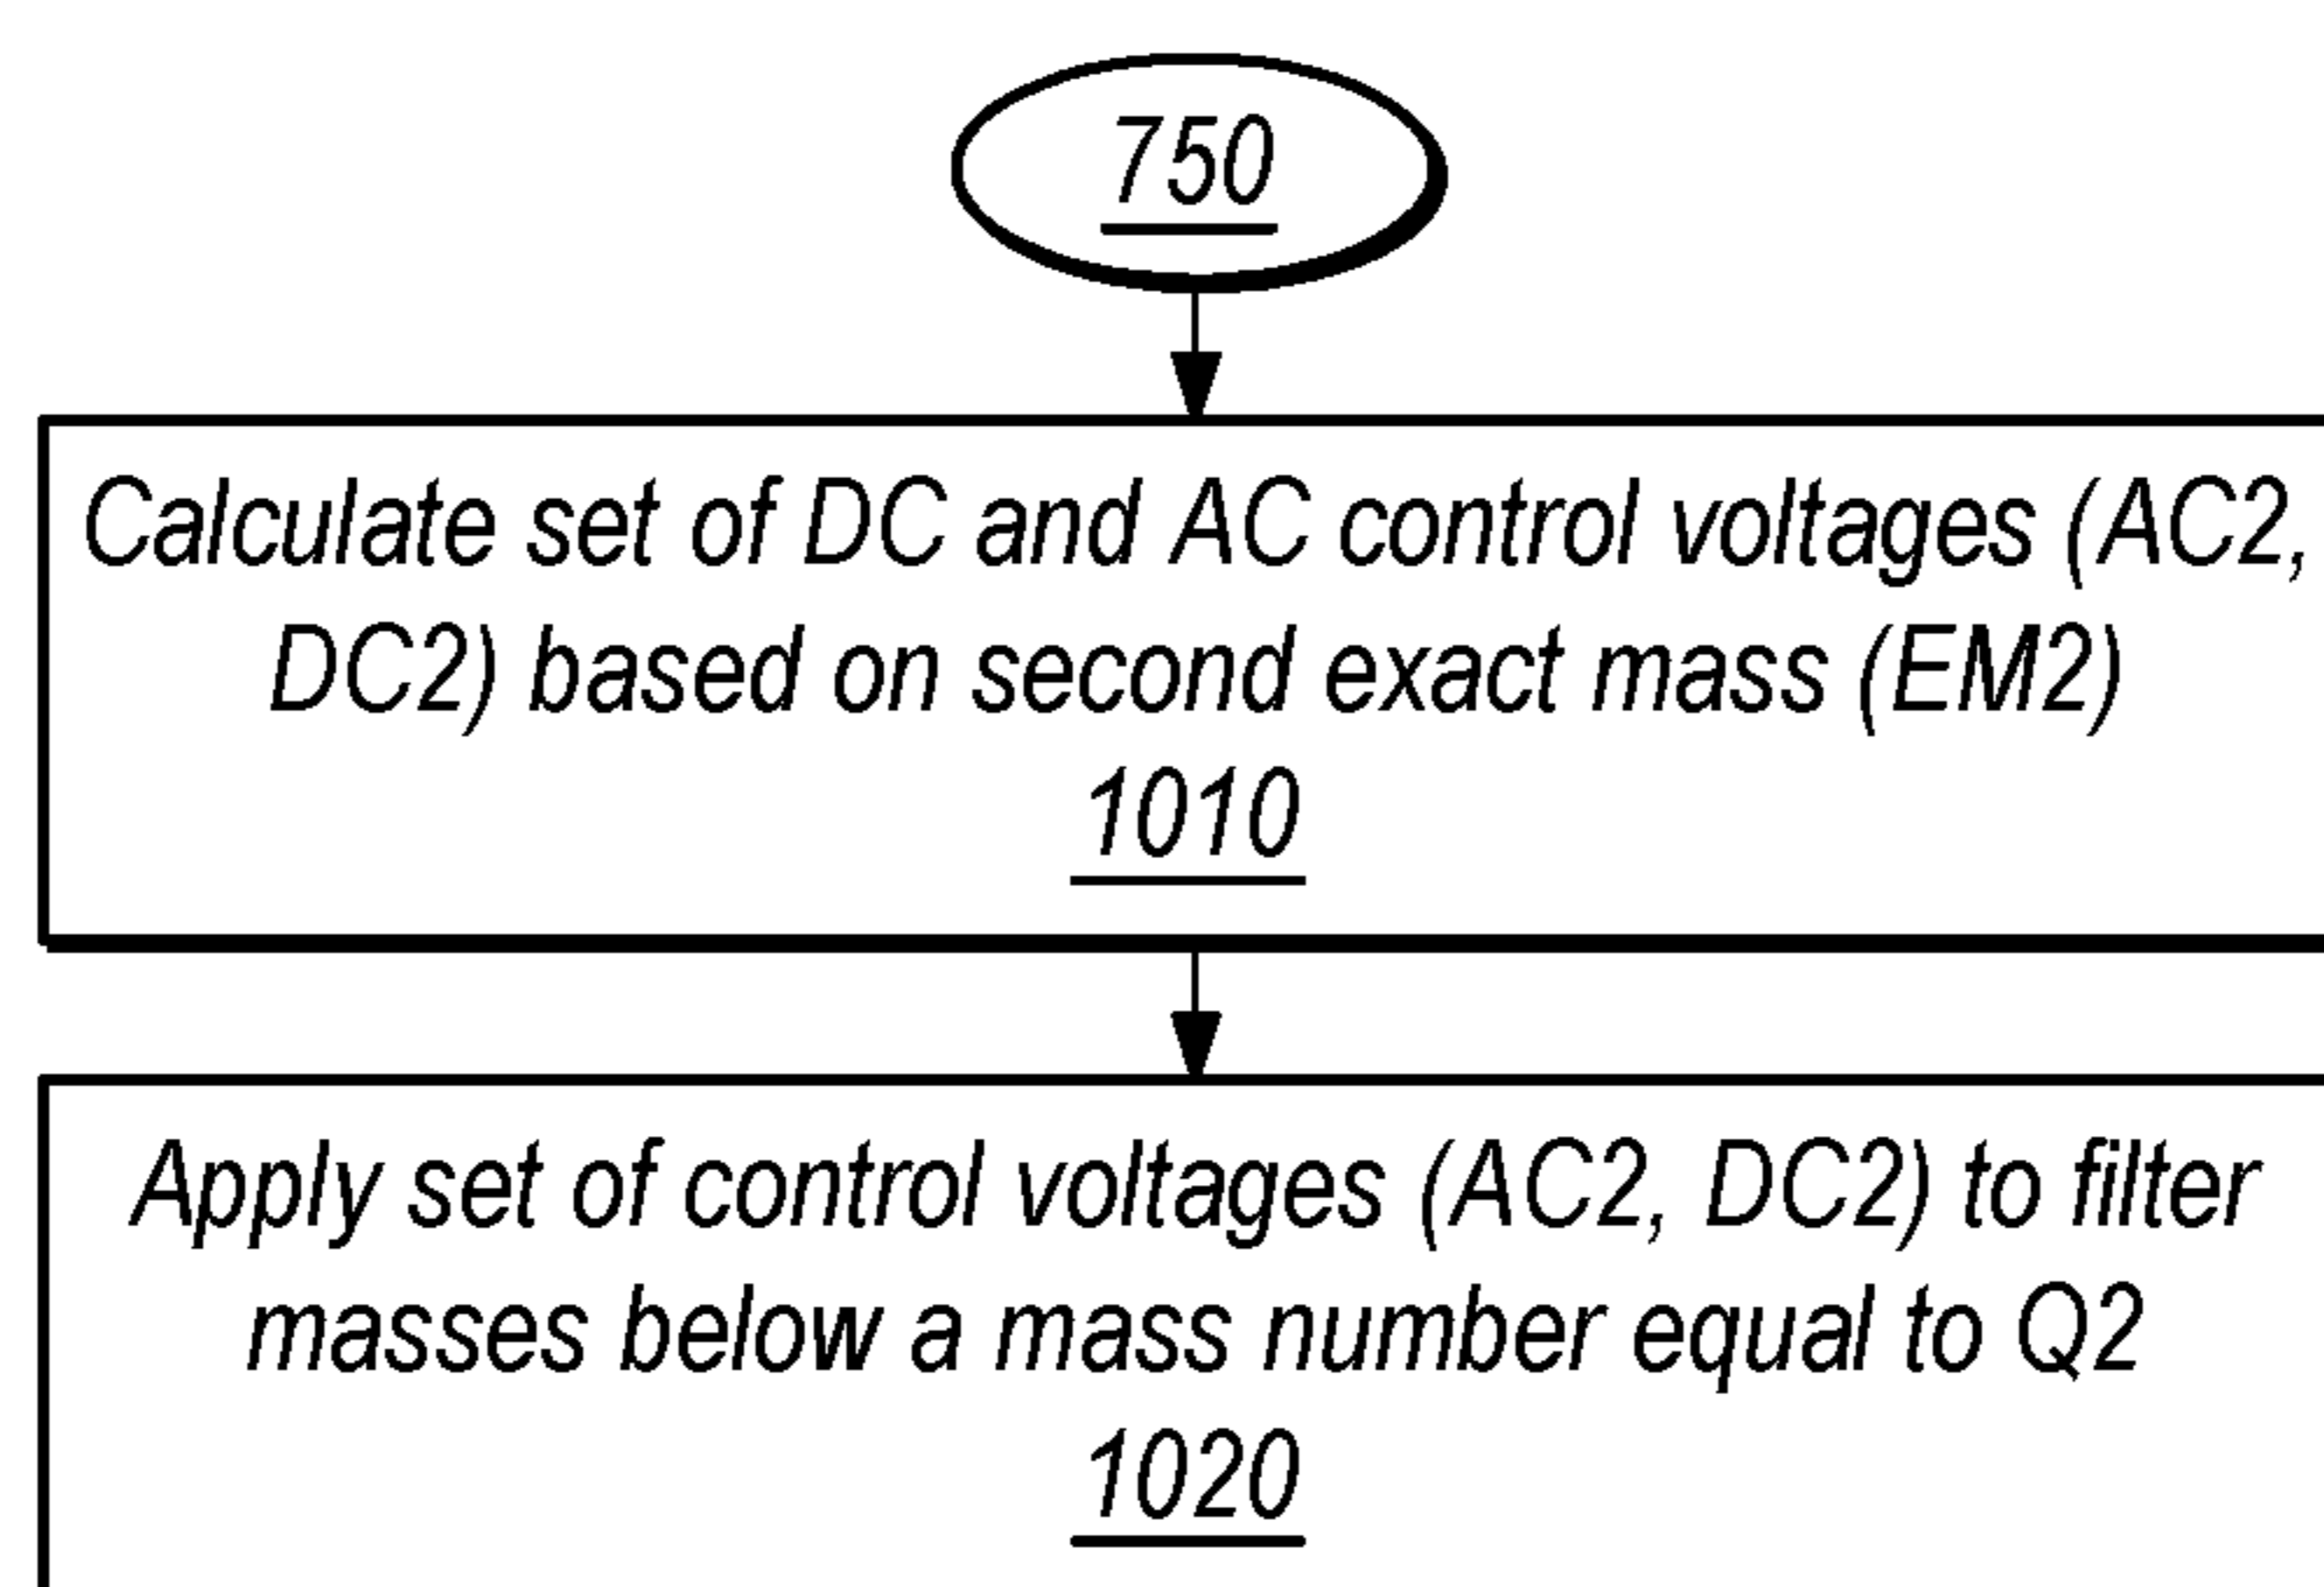 750
Calculate set of DC and AC control voltages (AC2,
DC2) based on second exact mass (EM2)
1010
Apply set of control voltages (AC2, DC2) to filter
masses below a mass number equal to Q2
1020